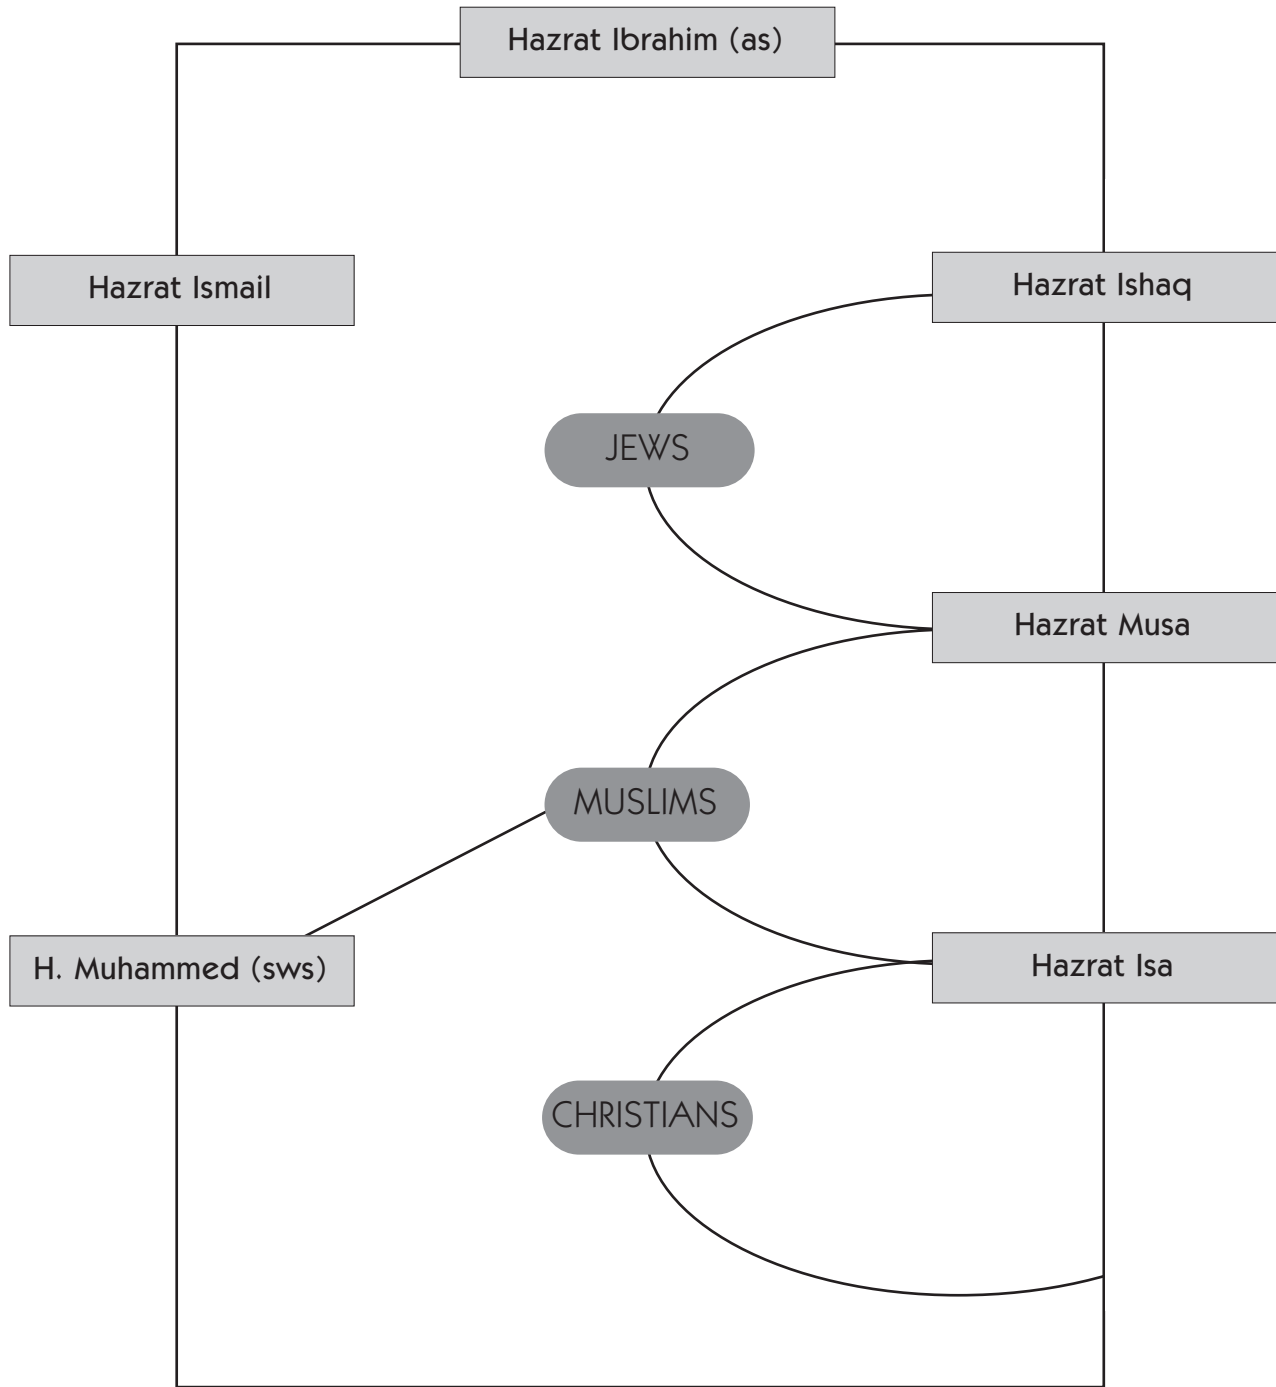 Hazrat Ibrahim (as)
Hazrat Ismail
Hazrat Ishaq
JEWS
Hazrat Musa
MUSLIMS
H. Muhammed (sws)
Hazrat Isa
CHRISTIANS